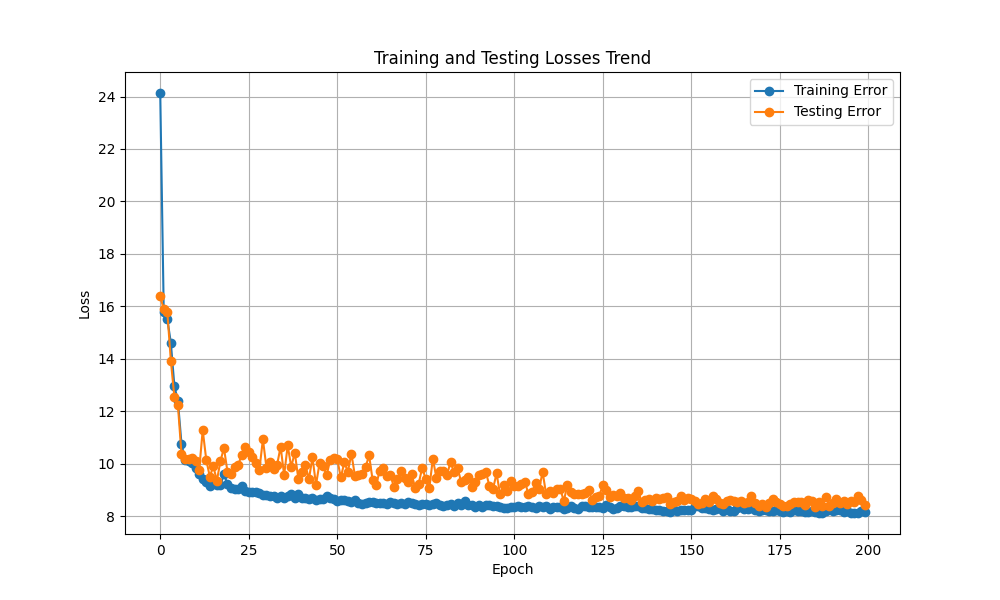 Training and Testing Losses Trend
Training Error
Testing Error
24
22
20
18
16
14
12
10
8
Loss
0 25 50 75 100 125 150 175 200
Epoch